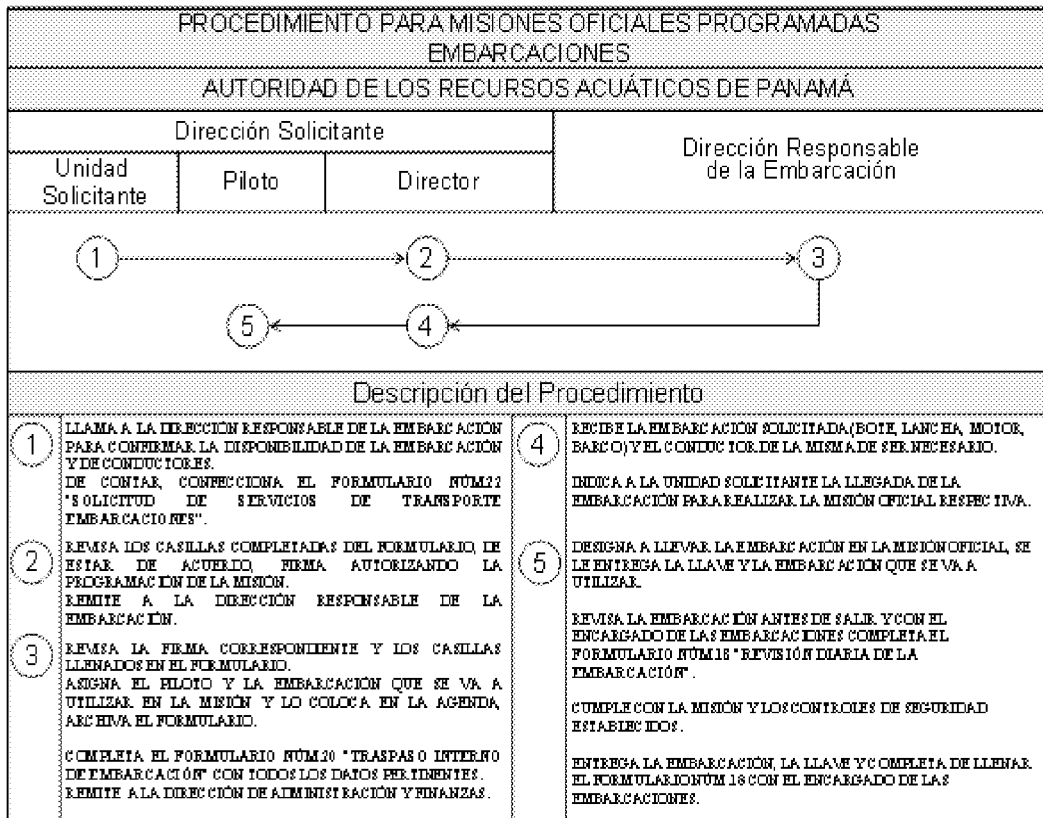 PROCEDIMIENTO PARA MISIONES OFICIALES PROGRAMADAS
EMBARCACIONES
AUTORIDAD DE LOS RECURSOS ACUÁTICOS DE PANAMÁ
Dirección Solicitante
Dirección Responsable
de la Embarcación
Unidad
Solicitante
Piloto
Director
1
2
3
5
4
Descripción del Procedimiento
1
LLAMA A LA DIRECCIÓN RESPONSABLE DE LA EMBARCACIÓN
PARA CONFIRMAR LA DISPONIBILIDAD DE LA EMBARCACIÓN
Y DE CONDUCTORES.
DE CONTAR, CONFECCIONA EL FORMULARIO NÚM.22
"SOLICITUD DE SERVICIOS DE TRANSPORTE
EMBARCACIONES".
2
REVISA LOS CASILLAS COMPLETADAS DEL FORMULARIO, DE
ESTAR DE ACUERDO, FIRMA AUTORIZANDO LA
PROGRAMACIÓN DE LA MISIÓN.
REMITE A LA DIRECCIÓN RESPONSABLE DE LA
EMBARCACIÓN.
3
REVISA LA FIRMA CORRESPONDIENTE Y LOS CASILLAS
LLENADOS EN EL FORMULARIO.
ASIGNA EL PILOTO Y LA EMBARCACIÓN QUE SE VA A
UTILIZAR EN LA MISIÓN Y LO COLOCA EN LA AGENDA,
ARCHIVA EL FORMULARIO.
COMPLETA EL FORMULARIO NÚM.20 "TRASPASO INTERNO
DE EMBARCACIÓN" CON TODOS LOS DATOS PERTINENTES.
REMITE A LA DIRECCIÓN DE ADMINISTRACIÓN Y FINANZAS.
4
RECIBE LA EMBARCACIÓN SOLICITADA (BOTE, LANCHA, MOTOR,
BARCO) Y EL CONDUCTOR DE LA MISMA DE SER NECESARIO.
INDICA A LA UNIDAD SOLICITANTE LA LLEGADA DE LA
EMBARCACIÓN PARA REALIZAR LA MISIÓN OFICIAL RESPECTIVA.
5
DESIGNA A LLEVAR LA EMBARCACIÓN EN LA MISIÓN OFICIAL, SE
LE ENTREGA LA LLAVE Y LA EMBARCACIÓN QUE SE VA A
UTILIZAR.
REVISA LA EMBARCACIÓN ANTES DE SALIR Y CON EL
ENCARGADO DE LAS EMBARCACIONES COMPLETA EL
FORMULARIO NÚM 18 "REVISIÓN DIARIA DE LA
EMBARCACIÓN".
CUMPLE CON LA MISIÓN Y LOS CONTROLES DE SEGURIDAD
ESTABLECIDOS.
ENTREGA LA EMBARCACIÓN, LA LLAVE Y COMPLETA DE LLENAR
EL FORMULARIO NÚM 18 CON EL ENCARGADO DE LAS
EMBARCACIONES.